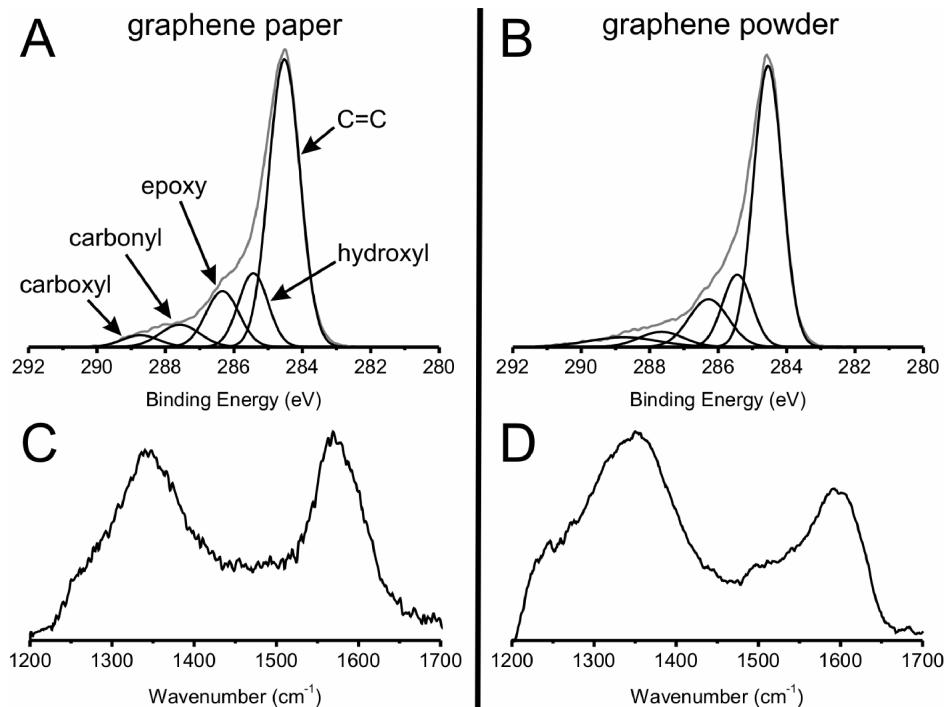 A
graphene paper
C=C
epoxy
carbonyl
hydroxyl
carboxyl
292 290 288 286 284 282 280
Binding Energy (eV)
B
graphene powder
292 290 288 286 284 282 280
Binding Energy (eV)
C
1200 1300 1400 1500 1600 1700
Wavenumber (cm⁻¹)
D
1200 1300 1400 1500 1600 1700
Wavenumber (cm⁻¹)